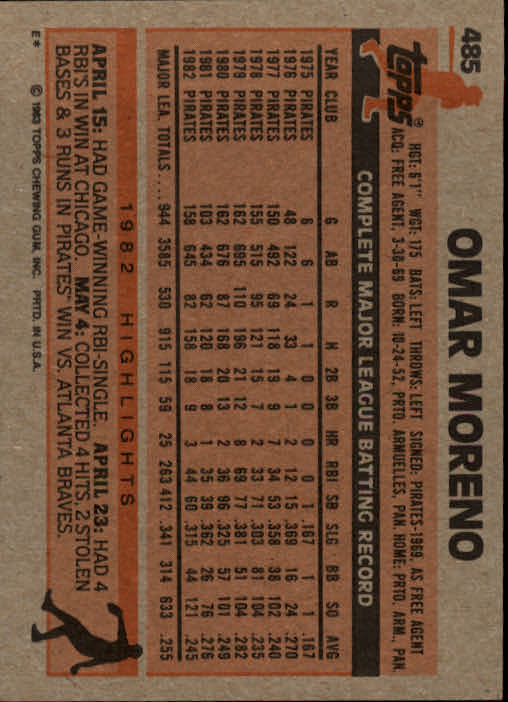 485
OMAR MORENO
topps®
HGT: 6'1" WGT: 175 BATS: LEFT THROWS: LEFT SIGNED: PIRATES-1969, AS FREE AGENT
ACQ: FREE AGENT, 3-30-69 BORN: 10-24-52, PRTO. ARMUELLES, PAN. HOME: PRTO. ARM., PAN.
COMPLETE MAJOR LEAGUE BATTING RECORD
YEAR CLUB G AB R H 2B 3B HR RBI SB SLG BB SO AVG
1975 PIRATES 6 6 1 1 0 0 0 0 1 .167 1 1 .167
1976 PIRATES 48 122 24 33 4 1 2 12 15 .369 16 24 .270
1977 PIRATES 150 492 69 118 19 9 7 34 53 .358 38 102 .240
1978 PIRATES 155 515 95 121 15 7 2 33 71 .303 81 104 .235
1979 PIRATES 162 695 110 196 21 12 8 69 77 .381 51 104 .282
1980 PIRATES 162 676 87 168 20 13 2 36 96 .325 57 101 .249
1981 PIRATES 103 434 62 120 18 8 1 35 39 .362 26 76 .276
1982 PIRATES 158 645 82 158 18 9 3 44 60 .315 44 121 .245
MAJOR LEA. TOTALS ... 944 3585 530 915 115 59 25 263 412 .341 314 633 .255
1982 HIGHLIGHTS
APRIL 15: HAD GAME-WINNING RBI-SINGLE. APRIL 23: HAD 4
RBI'S IN WIN AT CHICAGO. MAY 4: COLLECTED 4 HITS, 2 STOLEN
BASES & 3 RUNS IN PIRATES' WIN VS. ATLANTA BRAVES.
E* © 1983 TOPPS CHEWING GUM, INC. PRTD. IN U.S.A.